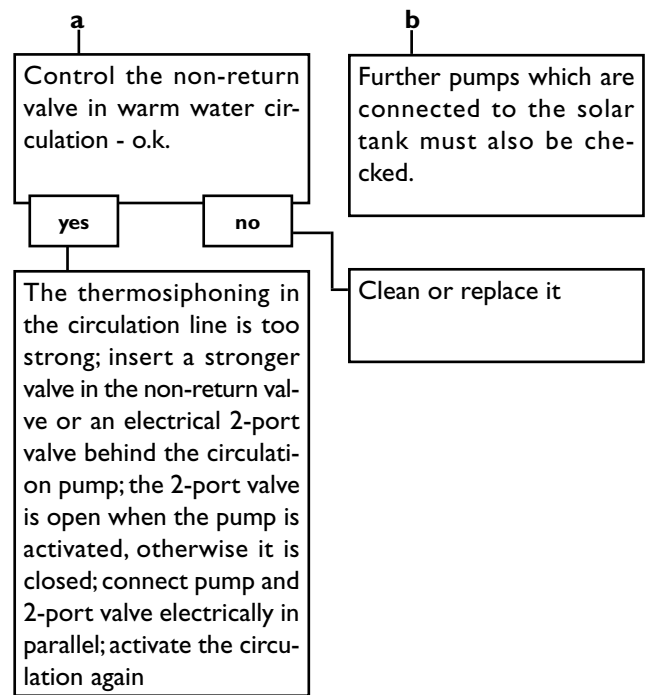 a
Control the non-return
valve in warm water cir-
culation - o.k.
yes
no
The thermosiphoning in
the circulation line is too
strong; insert a stronger
valve in the non-return val-
ve or an electrical 2-port
valve behind the circulati-
on pump; the 2-port valve
is open when the pump is
activated, otherwise it is
closed; connect pump and
2-port valve electrically in
parallel; activate the circu-
lation again
b
Further pumps which are
connected to the solar
tank must also be che-
cked.
Clean or replace it